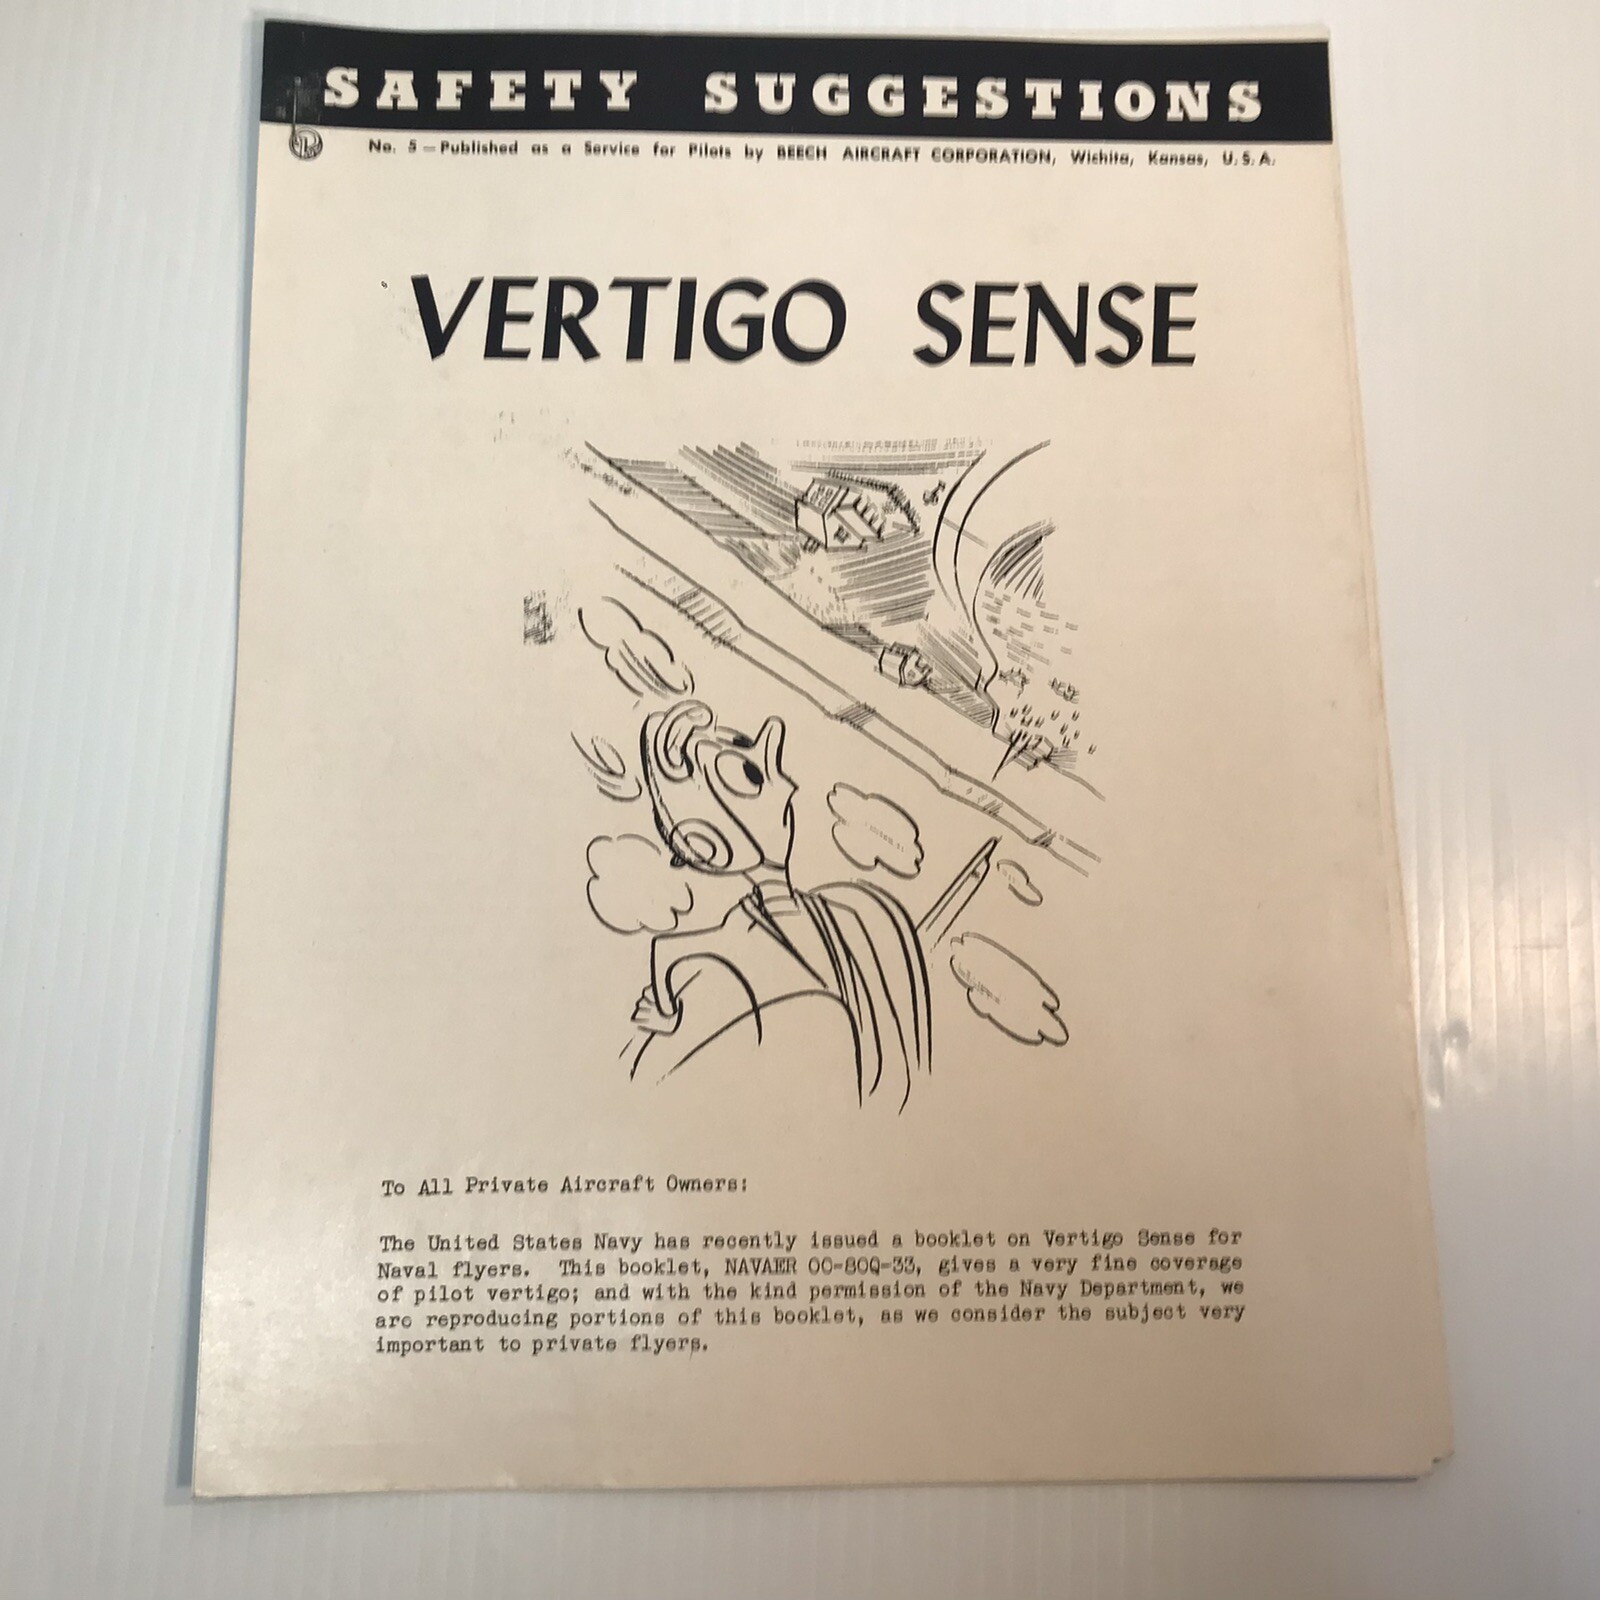 SAFETY SUGGESTIONS
No. 5 — Published as a Service for Pilots by BEECH AIRCRAFT CORPORATION, Wichita, Kansas, U.S.A.
VERTIGO SENSE
To All Private Aircraft Owners:
The United States Navy has recently issued a booklet on Vertigo Sense for
Naval flyers. This booklet, NAVAER 00-80Q-33, gives a very fine coverage
of pilot vertigo; and with the kind permission of the Navy Department, we
are reproducing portions of this booklet, as we consider the subject very
important to private flyers.